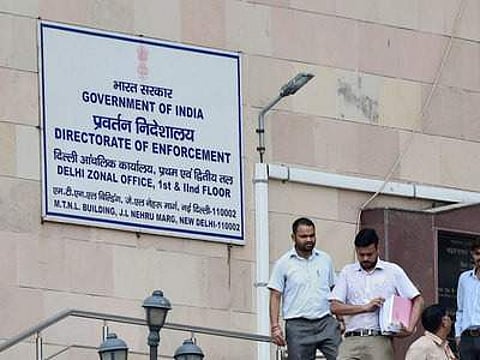 भारत सरकार
GOVERNMENT OF INDIA
प्रवर्तन निदेशालय
DIRECTORATE OF ENFORCEMENT
दिल्ली आंचलिक कार्यालय, प्रथम एवं द्वितीय तल
DELHI ZONAL OFFICE, 1st & IInd FLOOR
एम.टी.एन.एल बिल्डिंग, जे.एल नेहरू मार्ग, नई दिल्ली-110002
M.T.N.L. BUILDING, J.L NEHRU MARG, NEW DELHI-110002